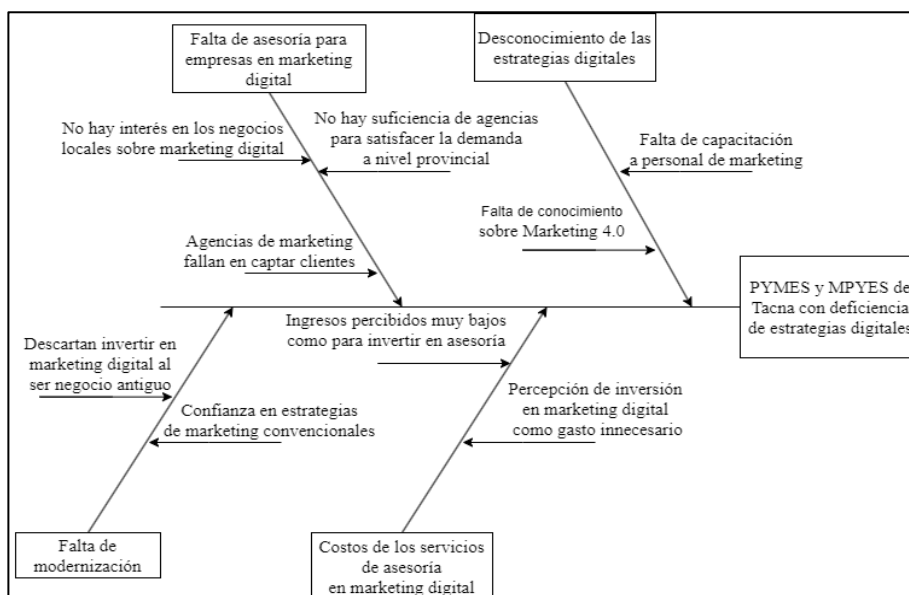 Falta de asesoría para
empresas en marketing
digital
Desconocimiento de las
estrategias digitales
No hay interés en los negocios
locales sobre marketing digital
No hay suficiencia de agencias
para satisfacer la demanda
a nivel provincial
Falta de capacitación
a personal de marketing
Falta de conocimiento
sobre Marketing 4.0
Agencias de marketing
fallan en captar clientes
PYMES y MPYES de
Tacna con deficiencia
de estrategias digitales
Ingresos percibidos muy bajos
como para invertir en asesoría
Descartan invertir en
marketing digital al
ser negocio antiguo
Confianza en estrategias
de marketing convencionales
Percepción de inversión
en marketing digital
como gasto innecesario
Falta de
modernización
Costos de los servicios
de asesoría
en marketing digital